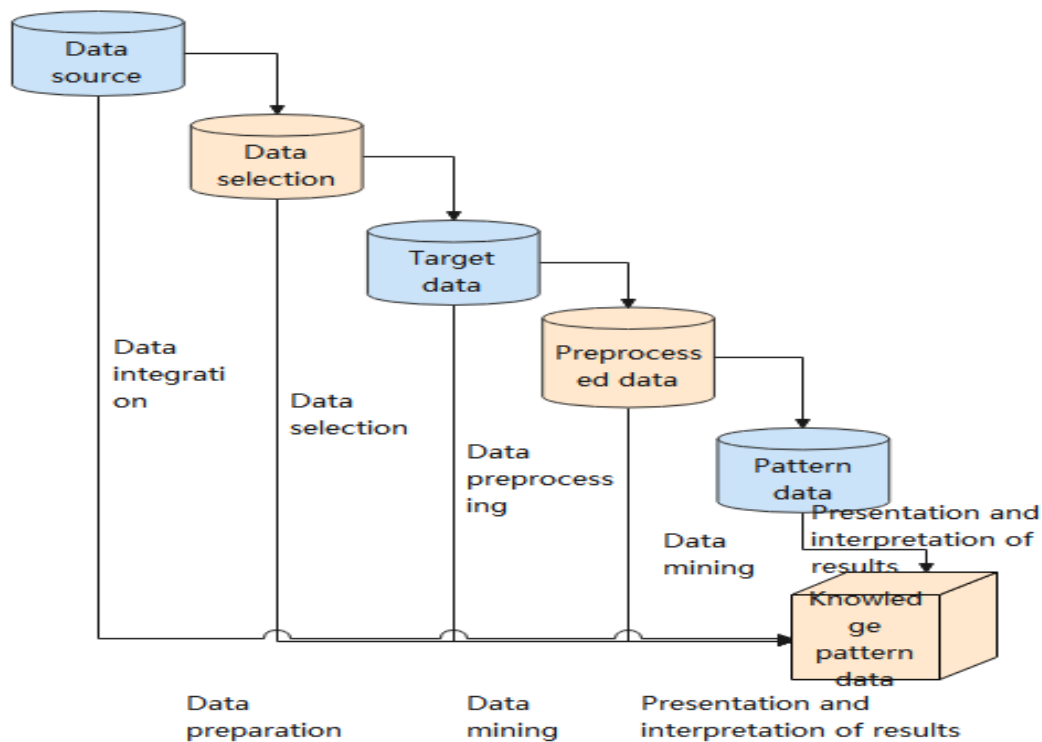 Data
source
Data
selection
Target
data
Preprocess
ed data
Pattern
data
Data
integrati
on
Data
selection
Data
preprocess
ing
Data
mining
Presentation and
interpretation of
results
Knowled
ge
pattern
data
Data
preparation
Data
mining
Presentation and
interpretation of results